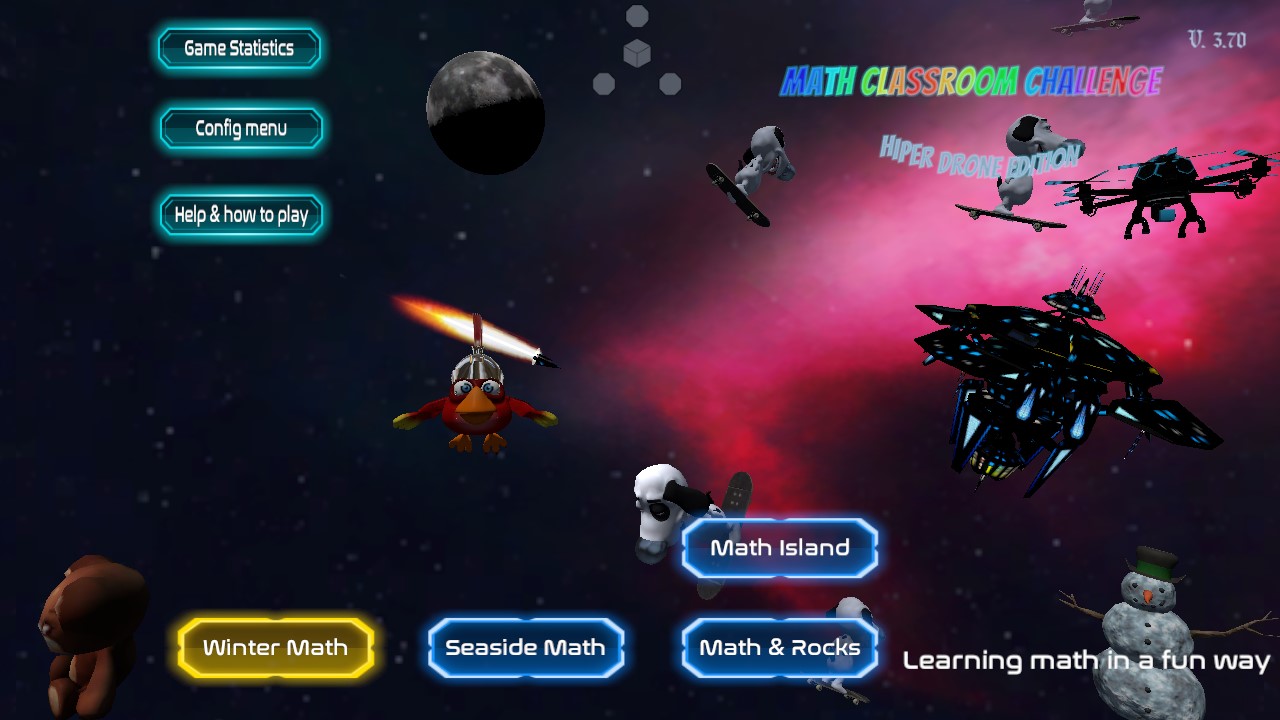 Game Statistics
V. 3.70
MATH CLASSROOM CHALLENGE
Config menu
HIPER DRONE EDITION
Help & how to play
Math Island
Winter Math
Seaside Math
Math & Rocks
Learning math in a fun way